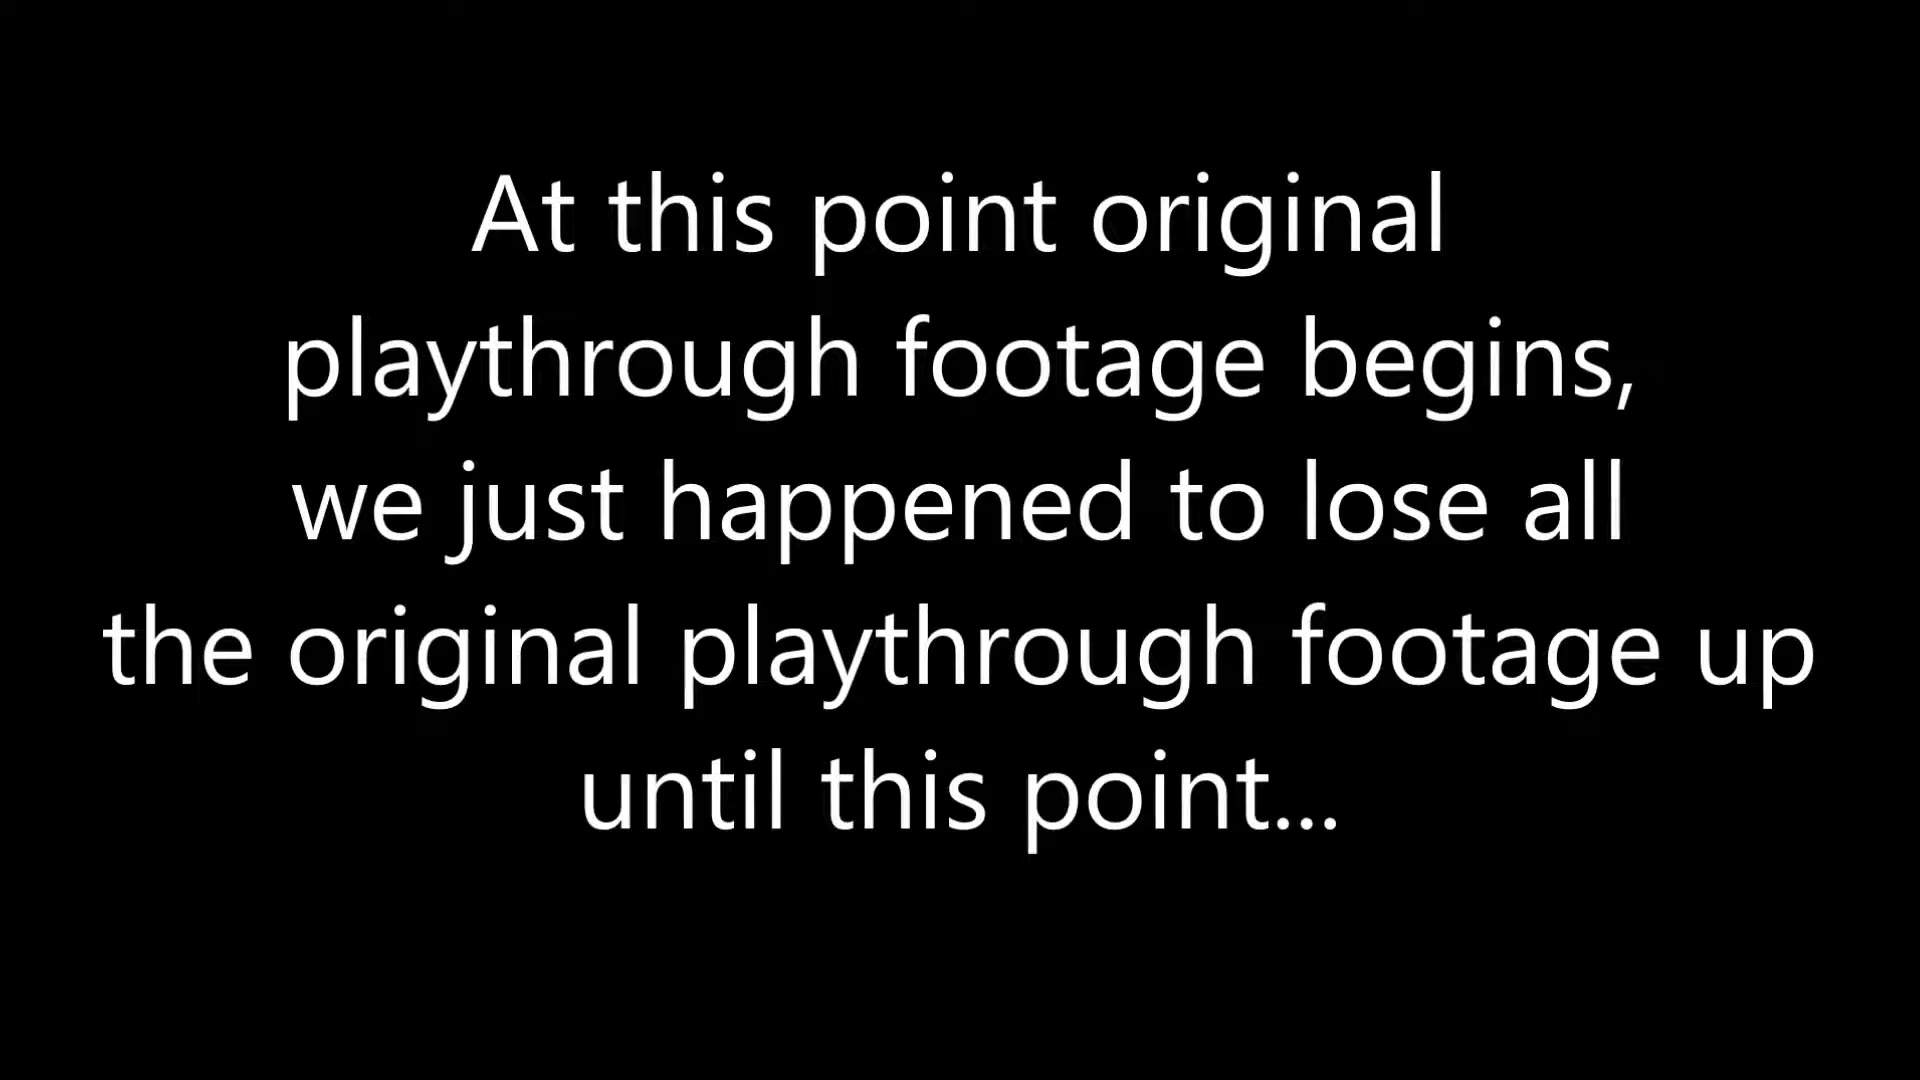 At this point original
playthrough footage begins,
we just happened to lose all
the original playthrough footage up
until this point...